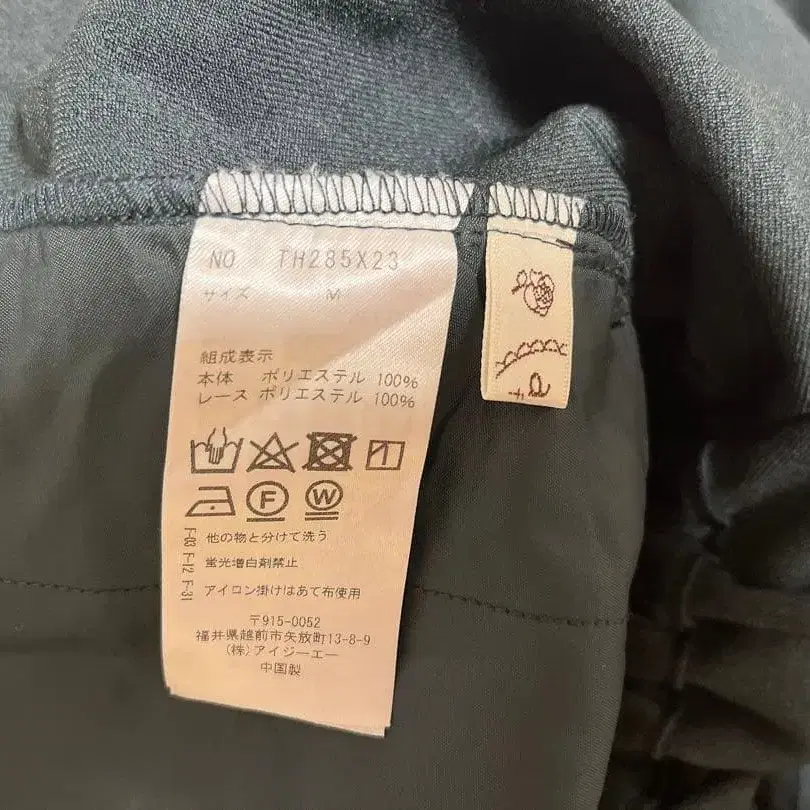 NO TH285X23
サイズ M
組成表示
本体 ポリエステル 100%
レース ポリエステル 100%
F W
F-03 F-12 F-31
他の物と分けて洗う
蛍光増白剤禁止
アイロン掛けはあて布使用
〒915-0052
福井県越前市矢放町13-8-9
(株)アイジーエー
中国製